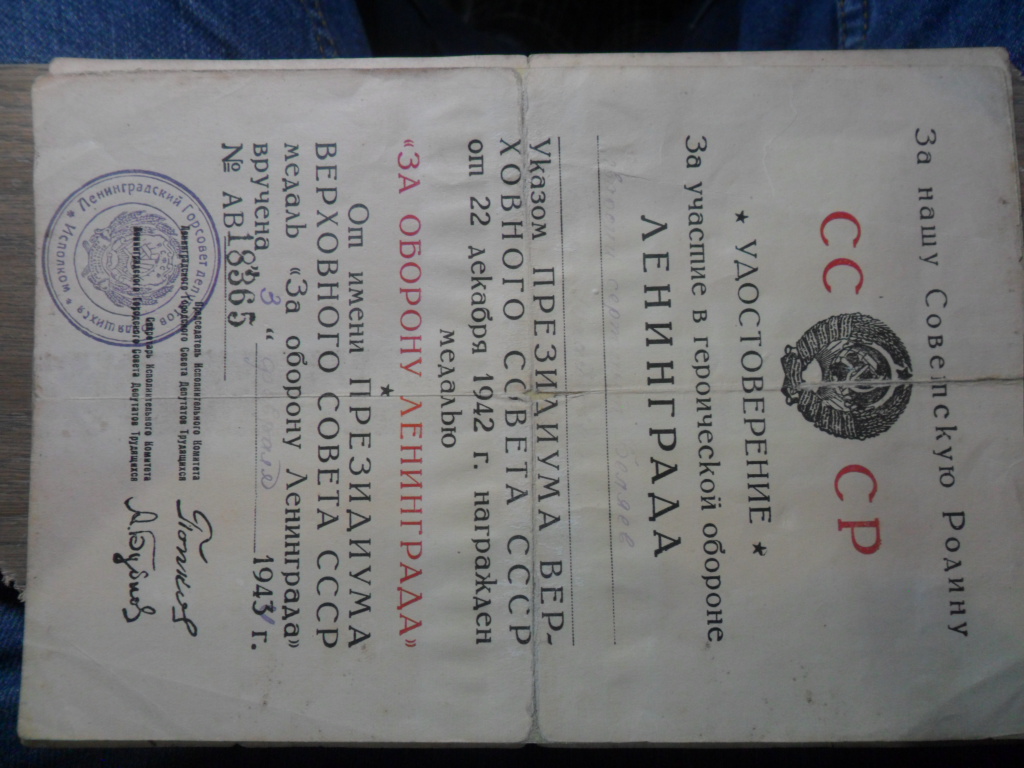 За нашу Советскую Родину
СССР
★ УДОСТОВЕРЕНИЕ ★
За участие в героической обороне
ЛЕНИНГРАДА
Указом ПРЕЗИДИУМА ВЕР-
ХОВНОГО СОВЕТА СССР
от 22 декабря 1942 г. награжден
медалью
«ЗА ОБОРОНУ ЛЕНИНГРАДА»
★
От имени ПРЕЗИДИУМА
ВЕРХОВНОГО СОВЕТА СССР
медаль „За оборону Ленинграда»
вручена „3“ 194 г.
№ АВ 18365
Председатель Исполнительного Комитета
Ленинградского Городского Совета Депутатов Трудящихся
Секретарь Исполнительного Комитета
Ленинградского Городского Совета Депутатов Трудящихся
★ Ленинградский Горсовет депутатов трудящихся ★ Исполком